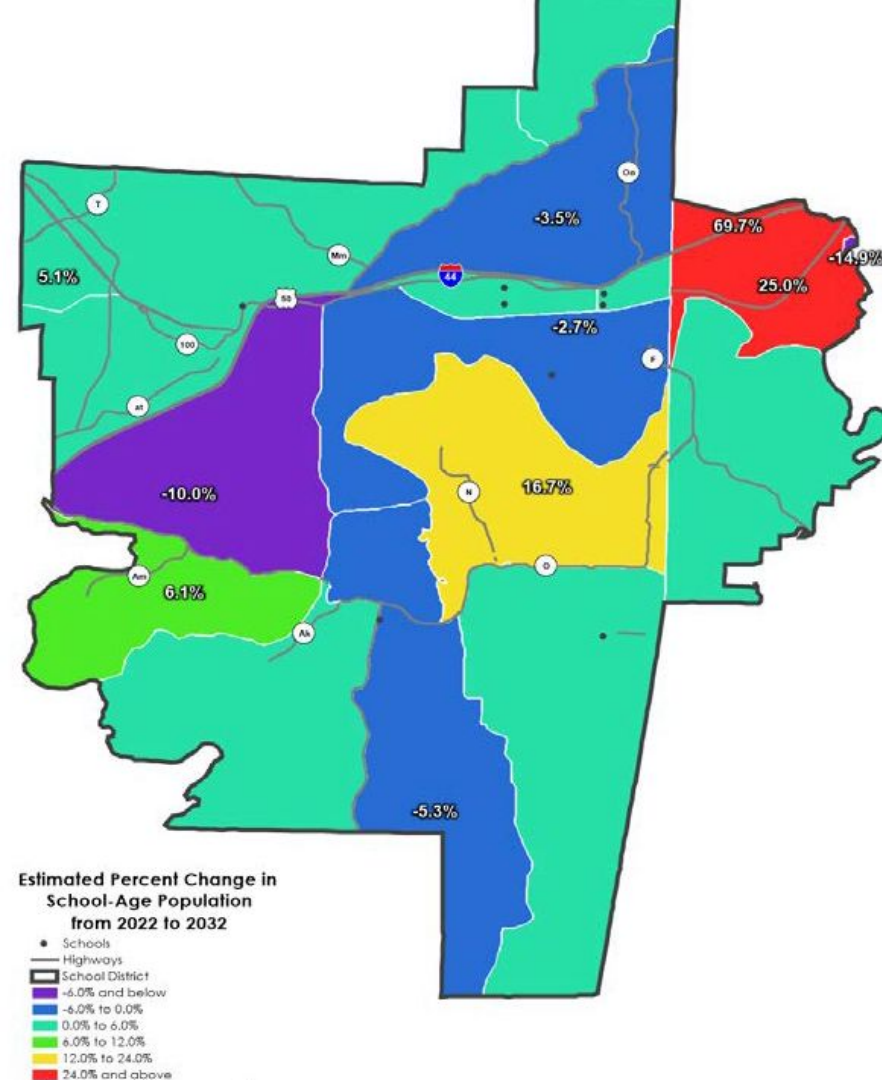 Oo
T
-3.5%
69.7%
Mm
-14.9%
5.1%
44
25.0%
50
-2.7%
100
F
at
-10.0%
16.7%
N
O
Am
6.1%
Ak
-5.3%
Estimated Percent Change in
School-Age Population
from 2022 to 2032
Schools
Highways
School District
-6.0% and below
-6.0% to 0.0%
0.0% to 6.0%
6.0% to 12.0%
12.0% to 24.0%
24.0% and above